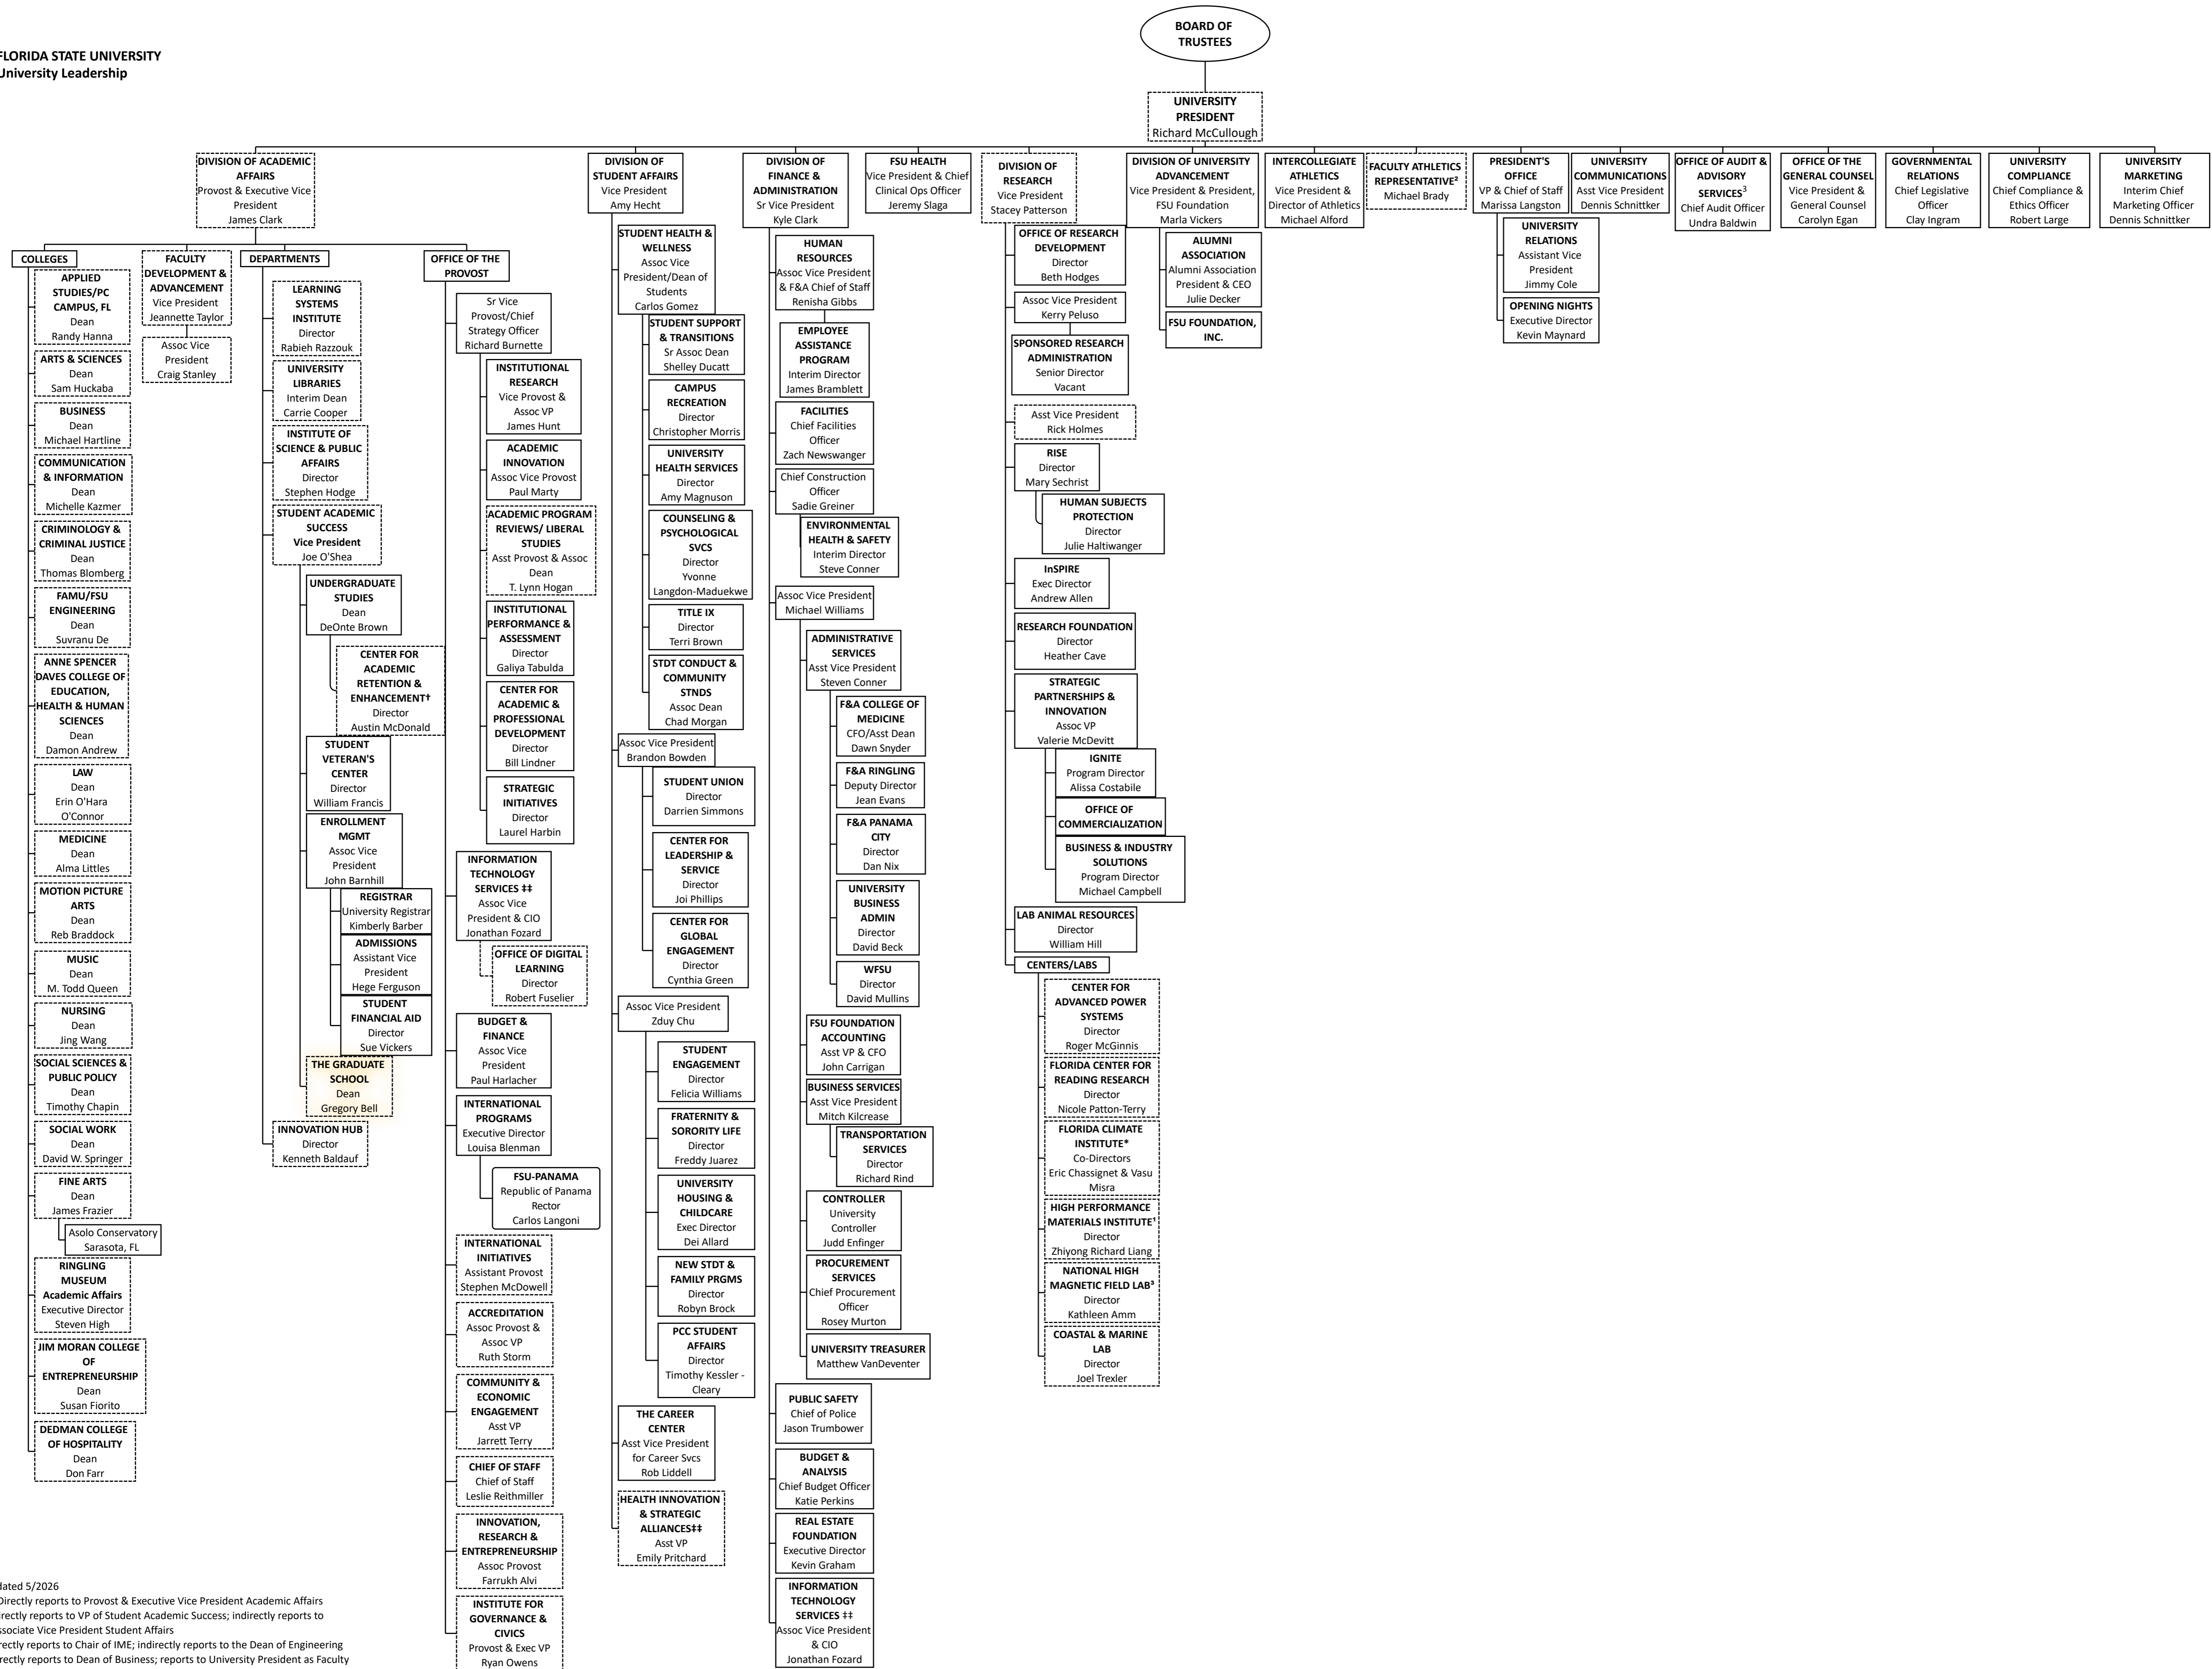 FLORIDA STATE UNIVERSITY
University Leadership
BOARD OF
TRUSTEES
UNIVERSITY
PRESIDENT
Richard McCullough
DIVISION OF ACADEMIC
AFFAIRS
Provost & Executive Vice
President
James Clark
COLLEGES
APPLIED
STUDIES/PC
CAMPUS, FL
Dean
Randy Hanna
ARTS & SCIENCES
Dean
Sam Huckaba
BUSINESS
Dean
Michael Hartline
COMMUNICATION
& INFORMATION
Dean
Michelle Kazmer
CRIMINOLOGY &
CRIMINAL JUSTICE
Dean
Thomas Blomberg
FAMU/FSU
ENGINEERING
Dean
Suvranu De
ANNE SPENCER
DAVES COLLEGE OF
EDUCATION,
HEALTH & HUMAN
SCIENCES
Dean
Damon Andrew
LAW
Dean
Erin O'Hara
O'Connor
MEDICINE
Dean
Alma Littles
MOTION PICTURE
ARTS
Dean
Reb Braddock
MUSIC
Dean
M. Todd Queen
NURSING
Dean
Jing Wang
SOCIAL SCIENCES &
PUBLIC POLICY
Dean
Timothy Chapin
SOCIAL WORK
Dean
David W. Springer
FINE ARTS
Dean
James Frazier
Asolo Conservatory
Sarasota, FL
RINGLING
MUSEUM
Academic Affairs
Executive Director
Steven High
JIM MORAN COLLEGE
OF
ENTREPRENEURSHIP
Dean
Susan Fiorito
DEDMAN COLLEGE
OF HOSPITALITY
Dean
Don Farr
FACULTY
DEVELOPMENT &
ADVANCEMENT
Vice President
Jeannette Taylor
Assoc Vice
President
Craig Stanley
DEPARTMENTS
LEARNING
SYSTEMS
INSTITUTE
Director
Rabieh Razzouk
UNIVERSITY
LIBRARIES
Interim Dean
Carrie Cooper
INSTITUTE OF
SCIENCE & PUBLIC
AFFAIRS
Director
Stephen Hodge
STUDENT ACADEMIC
SUCCESS
Vice President
Joe O'Shea
UNDERGRADUATE
STUDIES
Dean
DeOnte Brown
CENTER FOR
ACADEMIC
RETENTION &
ENHANCEMENT†
Director
Austin McDonald
STUDENT
VETERAN'S
CENTER
Director
William Francis
ENROLLMENT
MGMT
Assoc Vice
President
John Barnhill
REGISTRAR
University Registrar
Kimberly Barber
ADMISSIONS
Assistant Vice
President
Hege Ferguson
STUDENT
FINANCIAL AID
Director
Sue Vickers
THE GRADUATE
SCHOOL
Dean
Gregory Bell
INNOVATION HUB
Director
Kenneth Baldauf
OFFICE OF THE
PROVOST
Sr Vice
Provost/Chief
Strategy Officer
Richard Burnette
INSTITUTIONAL
RESEARCH
Vice Provost &
Assoc VP
James Hunt
ACADEMIC
INNOVATION
Assoc Vice Provost
Paul Marty
ACADEMIC PROGRAM
REVIEWS/ LIBERAL
STUDIES
Asst Provost & Assoc
Dean
T. Lynn Hogan
INSTITUTIONAL
PERFORMANCE &
ASSESSMENT
Director
Galiya Tabulda
CENTER FOR
ACADEMIC &
PROFESSIONAL
DEVELOPMENT
Director
Bill Lindner
STRATEGIC
INITIATIVES
Director
Laurel Harbin
INFORMATION
TECHNOLOGY
SERVICES ‡‡
Assoc Vice
President & CIO
Jonathan Fozard
OFFICE OF DIGITAL
LEARNING
Director
Robert Fuselier
BUDGET &
FINANCE
Assoc Vice
President
Paul Harlacher
INTERNATIONAL
PROGRAMS
Executive Director
Louisa Blenman
FSU-PANAMA
Republic of Panama
Rector
Carlos Langoni
INTERNATIONAL
INITIATIVES
Assistant Provost
Stephen McDowell
ACCREDITATION
Assoc Provost &
Assoc VP
Ruth Storm
COMMUNITY &
ECONOMIC
ENGAGEMENT
Asst VP
Jarrett Terry
CHIEF OF STAFF
Chief of Staff
Leslie Reithmiller
INNOVATION,
RESEARCH &
ENTREPRENEURSHIP
Assoc Provost
Farrukh Alvi
INSTITUTE FOR
GOVERNANCE &
CIVICS
Provost & Exec VP
Ryan Owens
DIVISION OF
STUDENT AFFAIRS
Vice President
Amy Hecht
STUDENT HEALTH &
WELLNESS
Assoc Vice
President/Dean of
Students
Carlos Gomez
STUDENT SUPPORT
& TRANSITIONS
Sr Assoc Dean
Shelley Ducatt
CAMPUS
RECREATION
Director
Christopher Morris
UNIVERSITY
HEALTH SERVICES
Director
Amy Magnuson
COUNSELING &
PSYCHOLOGICAL
SVCS
Director
Yvonne
Langdon-Maduekwe
TITLE IX
Director
Terri Brown
STDT CONDUCT &
COMMUNITY
STNDS
Assoc Dean
Chad Morgan
Assoc Vice President
Brandon Bowden
STUDENT UNION
Director
Darrien Simmons
CENTER FOR
LEADERSHIP &
SERVICE
Director
Joi Phillips
CENTER FOR
GLOBAL
ENGAGEMENT
Director
Cynthia Green
Assoc Vice President
Zduy Chu
STUDENT
ENGAGEMENT
Director
Felicia Williams
FRATERNITY &
SORORITY LIFE
Director
Freddy Juarez
UNIVERSITY
HOUSING &
CHILDCARE
Exec Director
Dei Allard
NEW STDT &
FAMILY PRGMS
Director
Robyn Brock
PCC STUDENT
AFFAIRS
Director
Timothy Kessler -
Cleary
THE CAREER
CENTER
Asst Vice President
for Career Svcs
Rob Liddell
HEALTH INNOVATION
& STRATEGIC
ALLIANCES‡‡
Asst VP
Emily Pritchard
DIVISION OF
FINANCE &
ADMINISTRATION
Sr Vice President
Kyle Clark
HUMAN
RESOURCES
Assoc Vice President
& F&A Chief of Staff
Renisha Gibbs
EMPLOYEE
ASSISTANCE
PROGRAM
Interim Director
James Bramblett
FACILITIES
Chief Facilities
Officer
Zach Newswanger
Chief Construction
Officer
Sadie Greiner
ENVIRONMENTAL
HEALTH & SAFETY
Interim Director
Steve Conner
Assoc Vice President
Michael Williams
ADMINISTRATIVE
SERVICES
Asst Vice President
Steven Conner
F&A COLLEGE OF
MEDICINE
CFO/Asst Dean
Dawn Snyder
F&A RINGLING
Deputy Director
Jean Evans
F&A PANAMA
CITY
Director
Dan Nix
UNIVERSITY
BUSINESS
ADMIN
Director
David Beck
WFSU
Director
David Mullins
FSU FOUNDATION
ACCOUNTING
Asst VP & CFO
John Carrigan
BUSINESS SERVICES
Asst Vice President
Mitch Kilcrease
TRANSPORTATION
SERVICES
Director
Richard Rind
CONTROLLER
University
Controller
Judd Enfinger
PROCUREMENT
SERVICES
Chief Procurement
Officer
Rosey Murton
UNIVERSITY TREASURER
Matthew VanDeventer
PUBLIC SAFETY
Chief of Police
Jason Trumbower
BUDGET &
ANALYSIS
Chief Budget Officer
Katie Perkins
REAL ESTATE
FOUNDATION
Executive Director
Kevin Graham
INFORMATION
TECHNOLOGY
SERVICES ‡‡
Assoc Vice President
& CIO
Jonathan Fozard
FSU HEALTH
Vice President & Chief
Clinical Ops Officer
Jeremy Slaga
DIVISION OF
RESEARCH
Vice President
Stacey Patterson
OFFICE OF RESEARCH
DEVELOPMENT
Director
Beth Hodges
Assoc Vice President
Kerry Peluso
SPONSORED RESEARCH
ADMINISTRATION
Senior Director
Vacant
Asst Vice President
Rick Holmes
RISE
Director
Mary Sechrist
HUMAN SUBJECTS
PROTECTION
Director
Julie Haltiwanger
InSPIRE
Exec Director
Andrew Allen
RESEARCH FOUNDATION
Director
Heather Cave
STRATEGIC
PARTNERSHIPS &
INNOVATION
Assoc VP
Valerie McDevitt
IGNITE
Program Director
Alissa Costabile
OFFICE OF
COMMERCIALIZATION
BUSINESS & INDUSTRY
SOLUTIONS
Program Director
Michael Campbell
LAB ANIMAL RESOURCES
Director
William Hill
CENTERS/LABS
CENTER FOR
ADVANCED POWER
SYSTEMS
Director
Roger McGinnis
FLORIDA CENTER FOR
READING RESEARCH
Director
Nicole Patton-Terry
FLORIDA CLIMATE
INSTITUTE*
Co-Directors
Eric Chassignet & Vasu
Misra
HIGH PERFORMANCE
MATERIALS INSTITUTE¹
Director
Zhiyong Richard Liang
NATIONAL HIGH
MAGNETIC FIELD LAB³
Director
Kathleen Amm
COASTAL & MARINE
LAB
Director
Joel Trexler
DIVISION OF UNIVERSITY
ADVANCEMENT
Vice President & President,
FSU Foundation
Marla Vickers
ALUMNI
ASSOCIATION
Alumni Association
President & CEO
Julie Decker
FSU FOUNDATION,
INC.
INTERCOLLEGIATE
ATHLETICS
Vice President &
Director of Athletics
Michael Alford
FACULTY ATHLETICS
REPRESENTATIVE²
Michael Brady
PRESIDENT'S
OFFICE
VP & Chief of Staff
Marissa Langston
UNIVERSITY
RELATIONS
Assistant Vice
President
Jimmy Cole
OPENING NIGHTS
Executive Director
Kevin Maynard
UNIVERSITY
COMMUNICATIONS
Asst Vice President
Dennis Schnittker
OFFICE OF AUDIT &
ADVISORY
SERVICES³
Chief Audit Officer
Undra Baldwin
OFFICE OF THE
GENERAL COUNSEL
Vice President &
General Counsel
Carolyn Egan
GOVERNMENTAL
RELATIONS
Chief Legislative
Officer
Clay Ingram
UNIVERSITY
COMPLIANCE
Chief Compliance &
Ethics Officer
Robert Large
UNIVERSITY
MARKETING
Interim Chief
Marketing Officer
Dennis Schnittker
dated 5/2026
Directly reports to Provost & Executive Vice President Academic Affairs
rectly reports to VP of Student Academic Success; indirectly reports to
ssociate Vice President Student Affairs
rectly reports to Chair of IME; indirectly reports to the Dean of Engineering
rectly reports to Dean of Business; reports to University President as Faculty